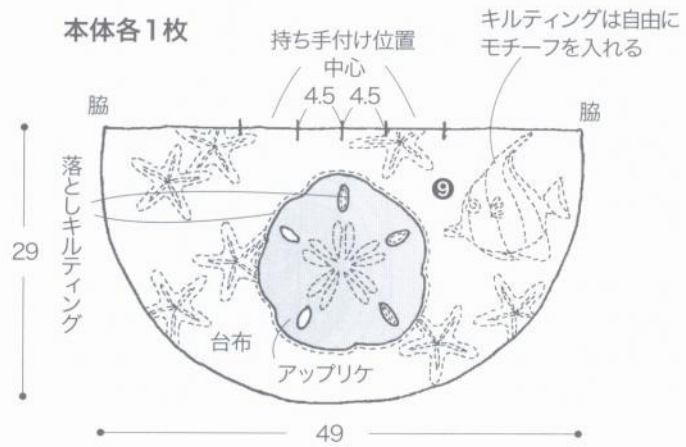 本体各1枚
持ち手付け位置
中心
4.5 4.5
キルティングは自由に
モチーフを入れる
脇
脇
落としキルティング
❾
29
台布
アップリケ
49